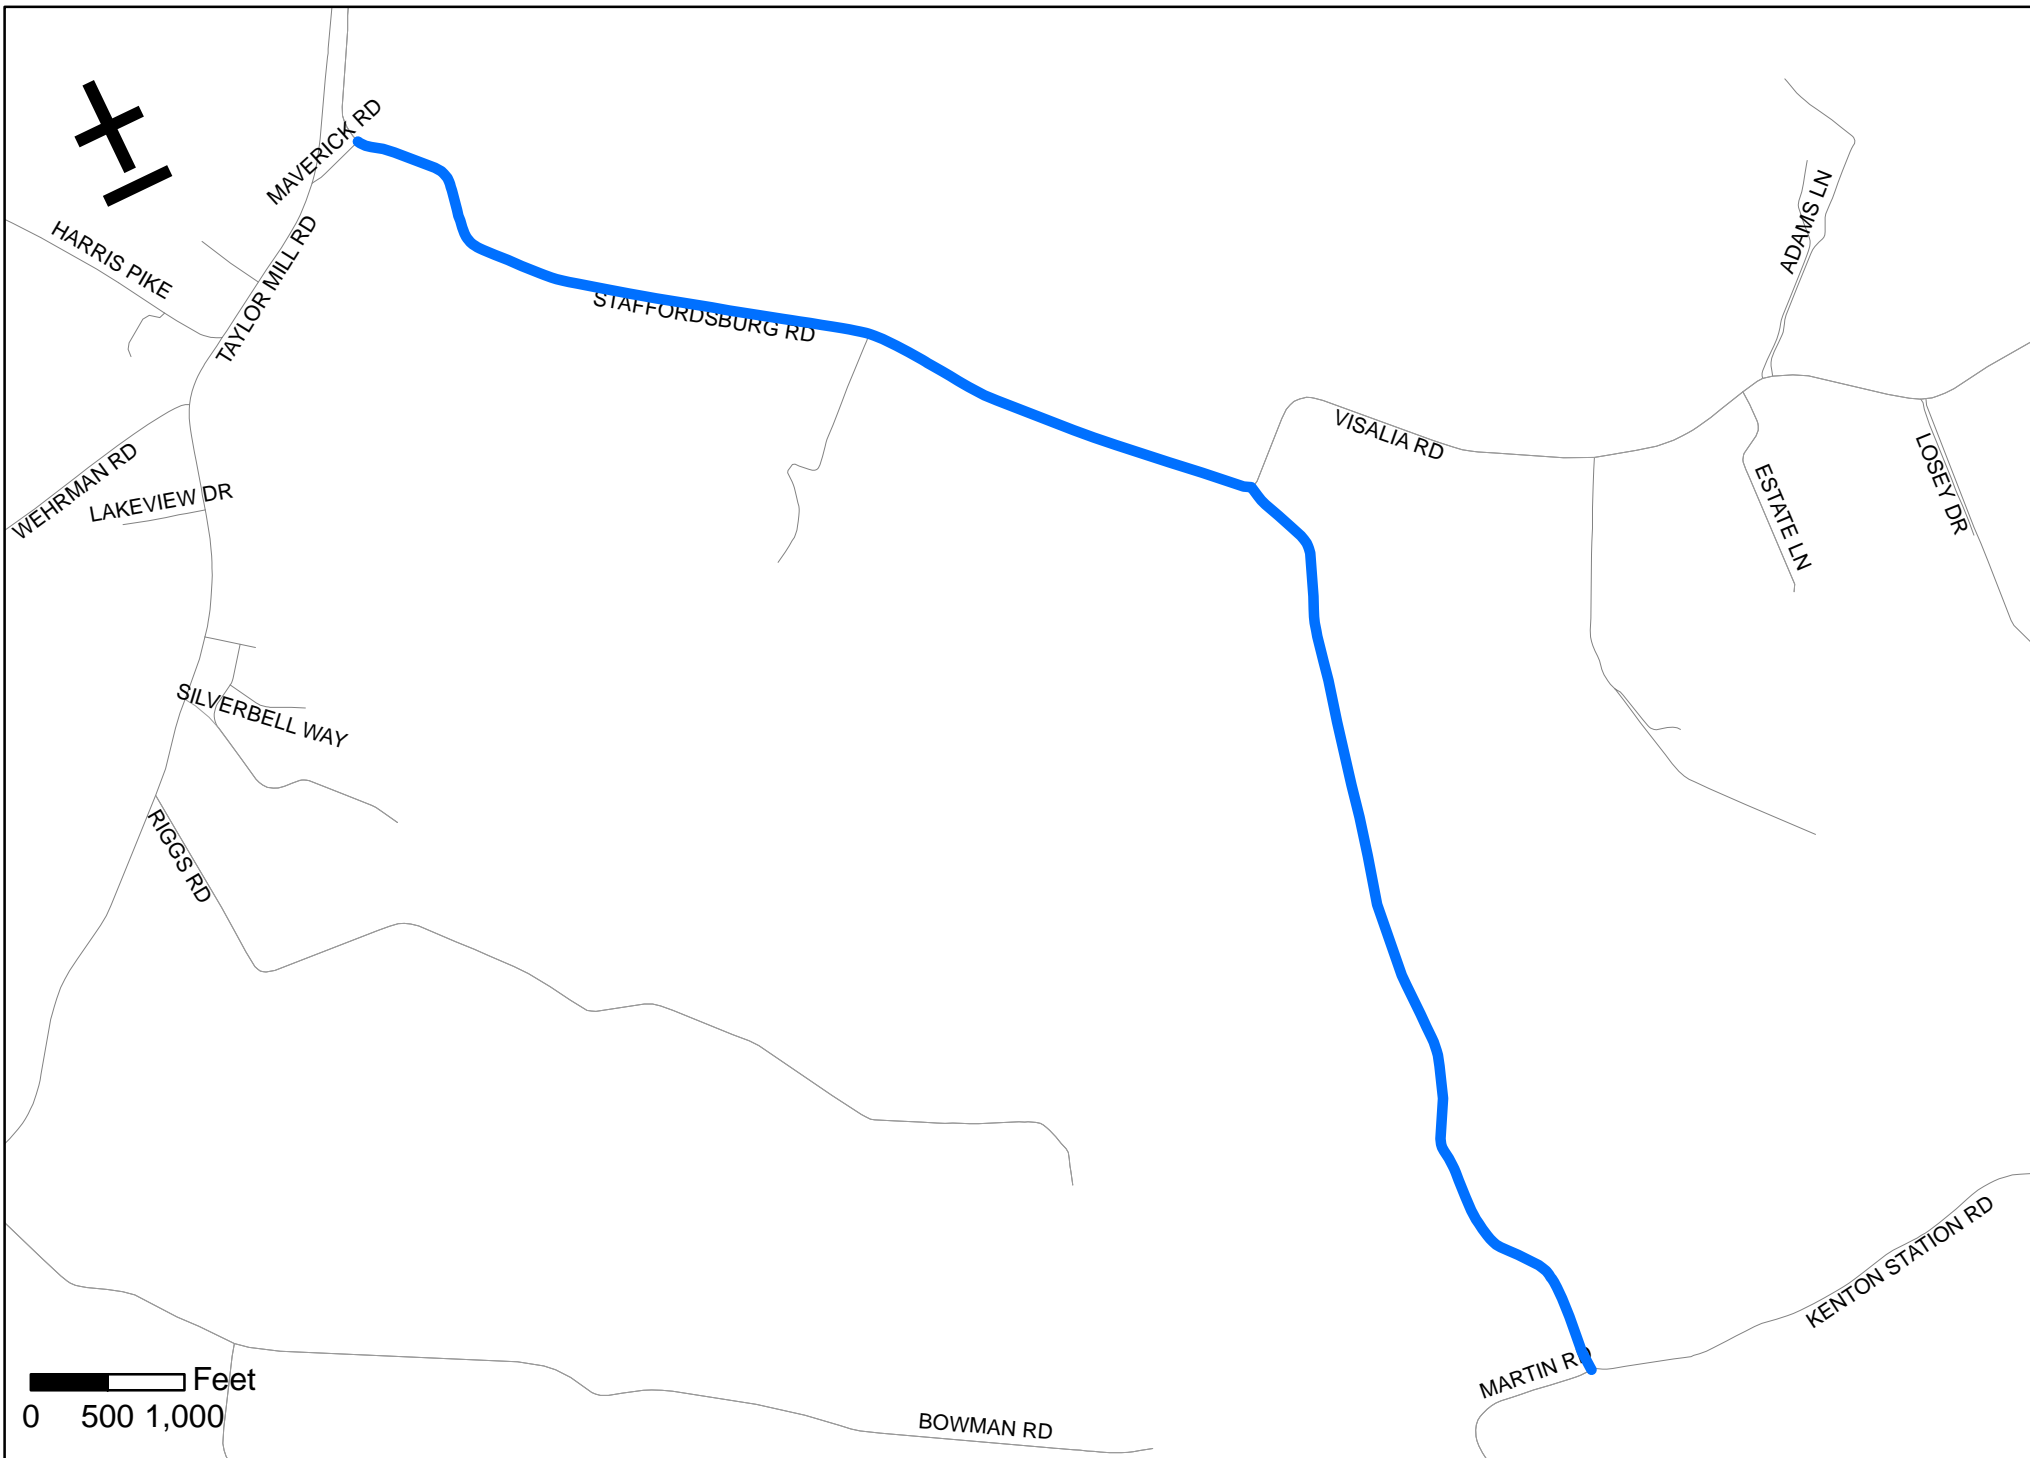 MAVERICK RD
HARRIS PIKE
TAYLOR MILL RD
ADAMS LN
STAFFORDSBURG RD
VISALIA RD
WEHRMAN RD
LAKEVIEW DR
ESTATE LN
LOSEY DR
SILVERBELL WAY
RIGGS RD
KENTON STATION RD
MARTIN RD
BOWMAN RD
Feet
0 500 1,000